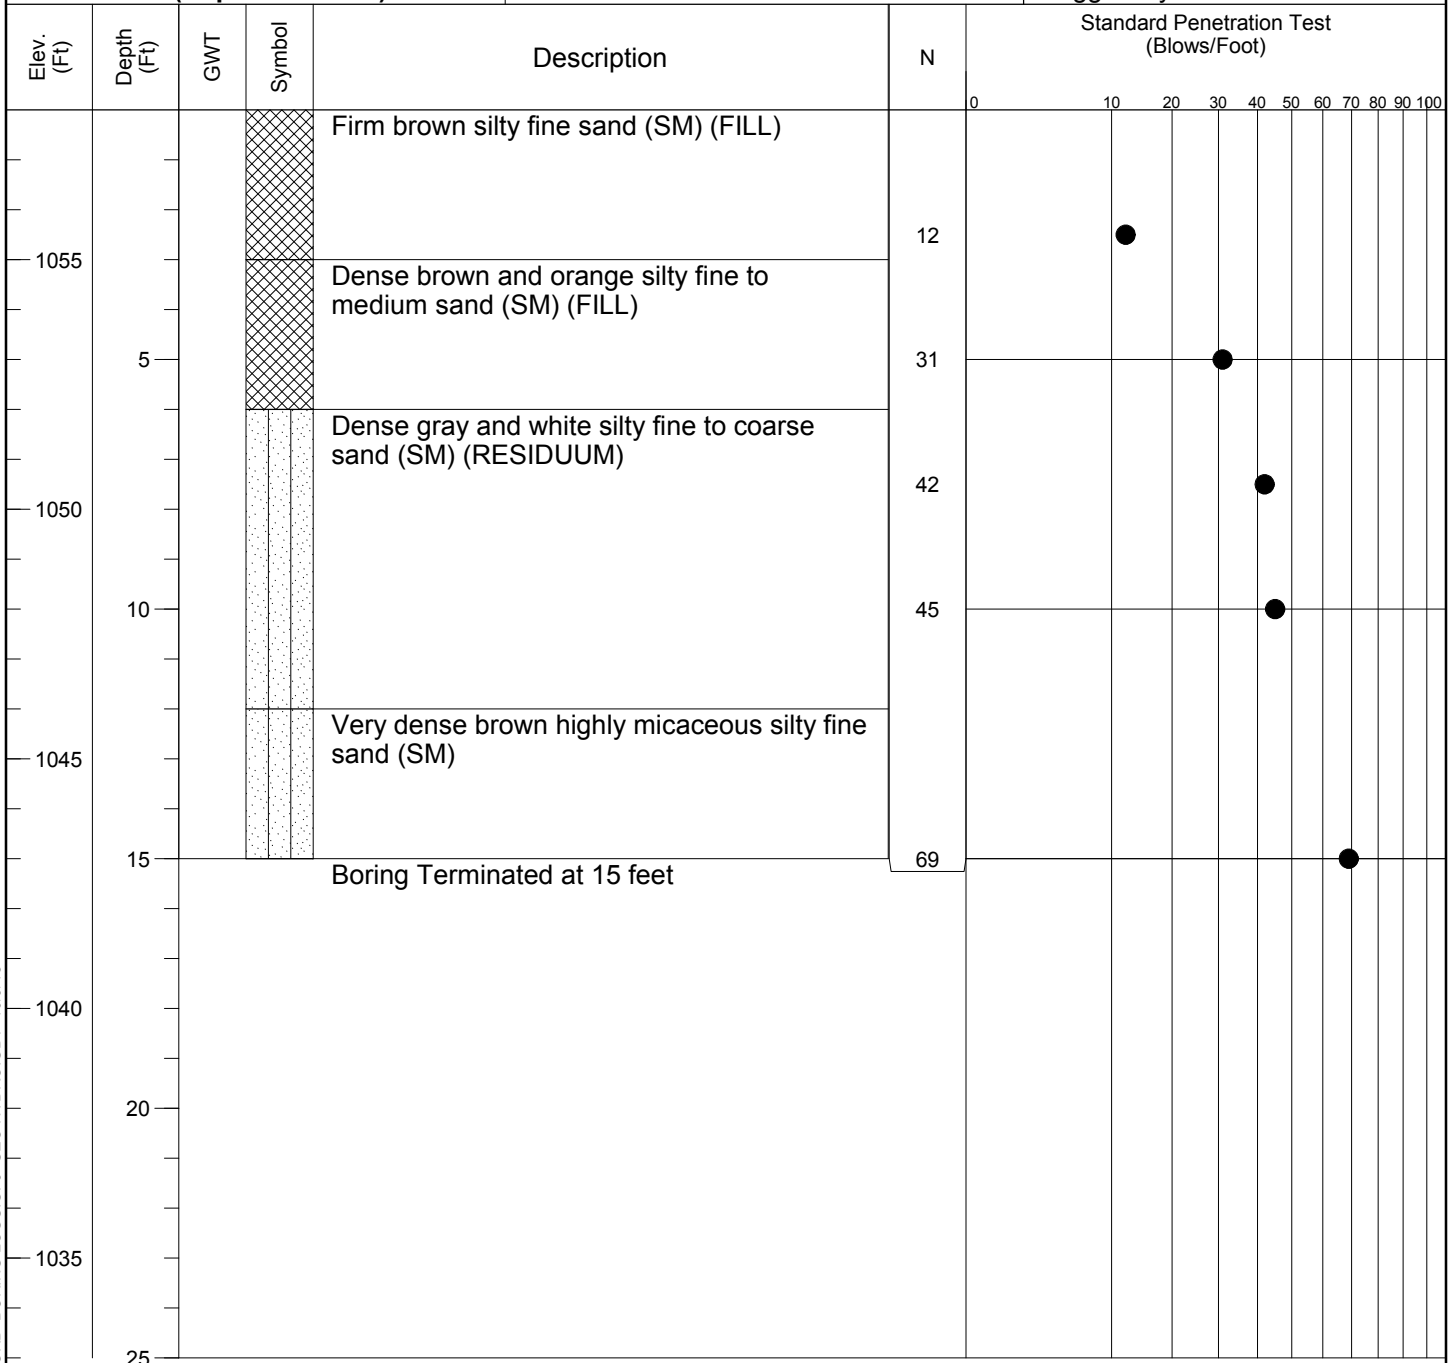 Elev.
(Ft)
Depth
(Ft)
GWT
Symbol
Description
N
Standard Penetration Test
(Blows/Foot)
0 10 20 30 40 50 60 70 80 90 100
Firm brown silty fine sand (SM) (FILL)
12
1055
Dense brown and orange silty fine to
medium sand (SM) (FILL)
5
31
Dense gray and white silty fine to coarse
sand (SM) (RESIDUUM)
42
1050
10
45
Very dense brown highly micaceous silty fine
sand (SM)
1045
15
69
Boring Terminated at 15 feet
1040
20
1035
25